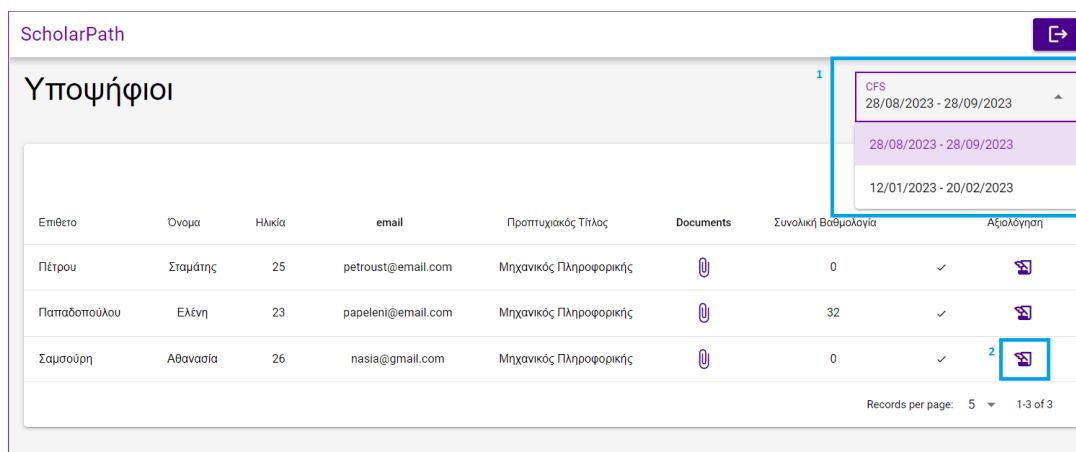 ScholarPath
Υποψήφιοι
1
CFS
28/08/2023 - 28/09/2023
28/08/2023 - 28/09/2023
12/01/2023 - 20/02/2023
Επιθετο Όνομα Ηλικία email Προπτυχιακός Τίτλος Documents Συνολική Βαθμολογία Αξιολόγηση
Πέτρου Σταμάτης 25 petroust@email.com Μηχανικός Πληροφορικής 0
Παπαδοπούλου Ελένη 23 papeleni@email.com Μηχανικός Πληροφορικής 32
Σαμσούρη Αθανασία 26 nasia@gmail.com Μηχανικός Πληροφορικής 0 2
Records per page: 5 1-3 of 3